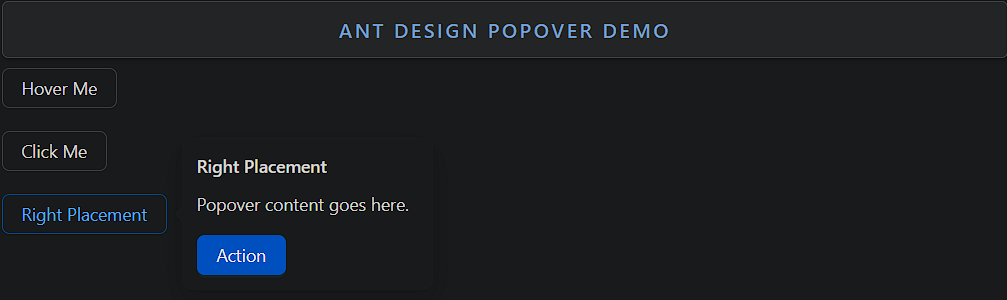 ANT DESIGN POPOVER DEMO
Hover Me
Click Me
Right Placement
Right Placement
Popover content goes here.
Action